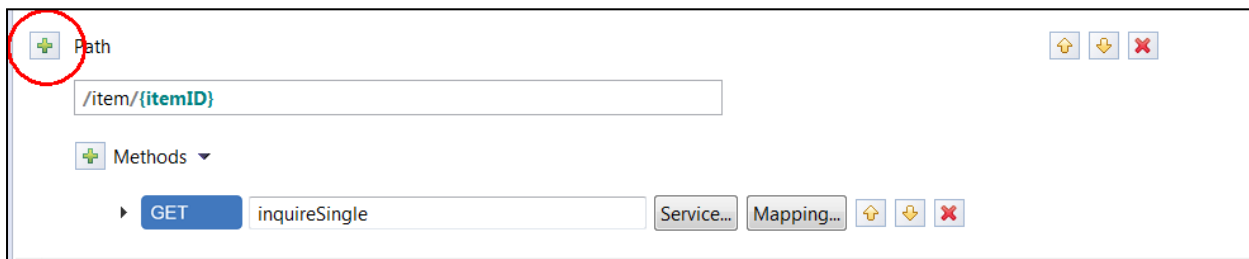 Path
/item/{itemID}
Methods
GET inquireSingle Service... Mapping...